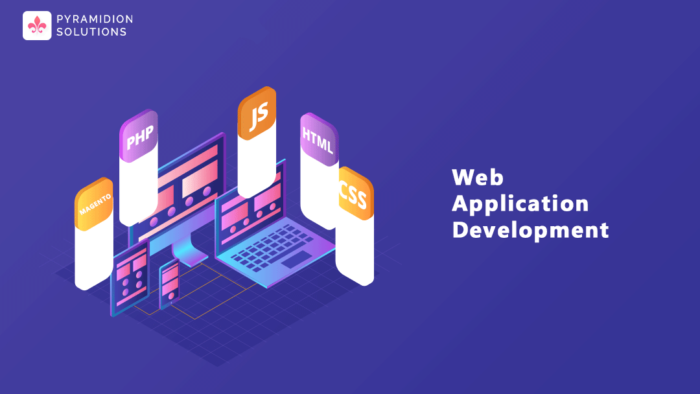 PYRAMIDION
SOLUTIONS
JS
PHP
HTML
CSS
MAGENTO
Web
Application
Development